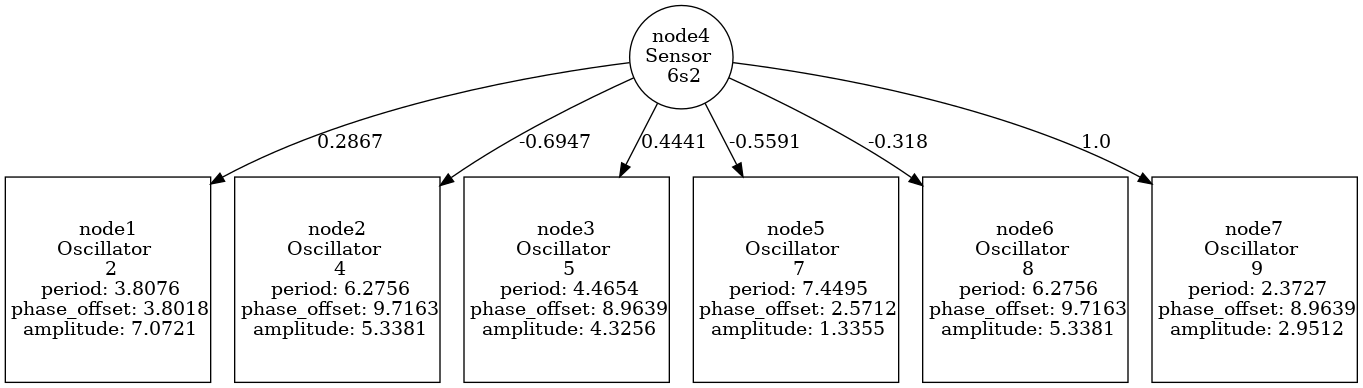 node4
Sensor
6s2
0.2867
-0.6947
0.4441
-0.5591
-0.318
1.0
node1
Oscillator
2
period: 3.8076
phase_offset: 3.8018
amplitude: 7.0721
node2
Oscillator
4
period: 6.2756
phase_offset: 9.7163
amplitude: 5.3381
node3
Oscillator
5
period: 4.4654
phase_offset: 8.9639
amplitude: 4.3256
node5
Oscillator
7
period: 7.4495
phase_offset: 2.5712
amplitude: 1.3355
node6
Oscillator
8
period: 6.2756
phase_offset: 9.7163
amplitude: 5.3381
node7
Oscillator
9
period: 2.3727
phase_offset: 8.9639
amplitude: 2.9512